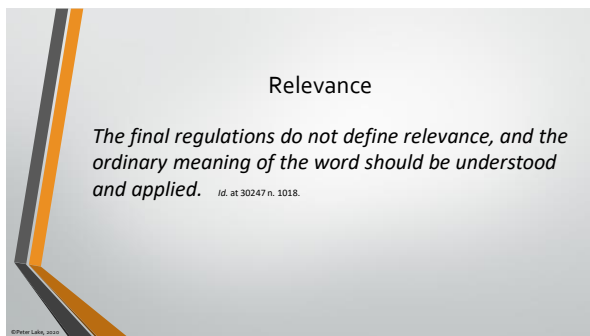 Relevance
The final regulations do not define relevance, and the
ordinary meaning of the word should be understood
and applied. Id. at 30247 n. 1018.
©Peter Lake, 2020